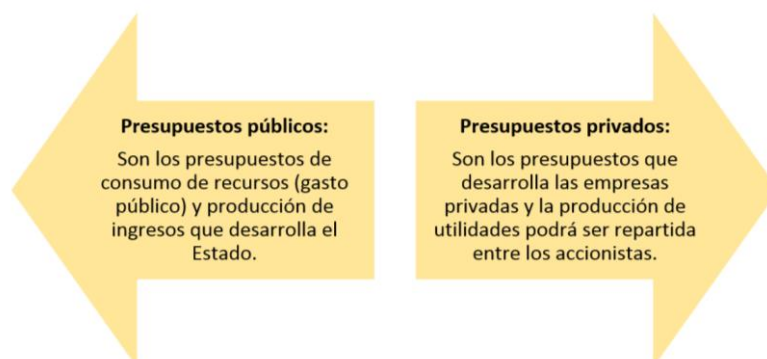 Presupuestos públicos:
Son los presupuestos de
consumo de recursos (gasto
público) y producción de
ingresos que desarrolla el
Estado.
Presupuestos privados:
Son los presupuestos que
desarrolla las empresas
privadas y la producción de
utilidades podrá ser repartida
entre los accionistas.